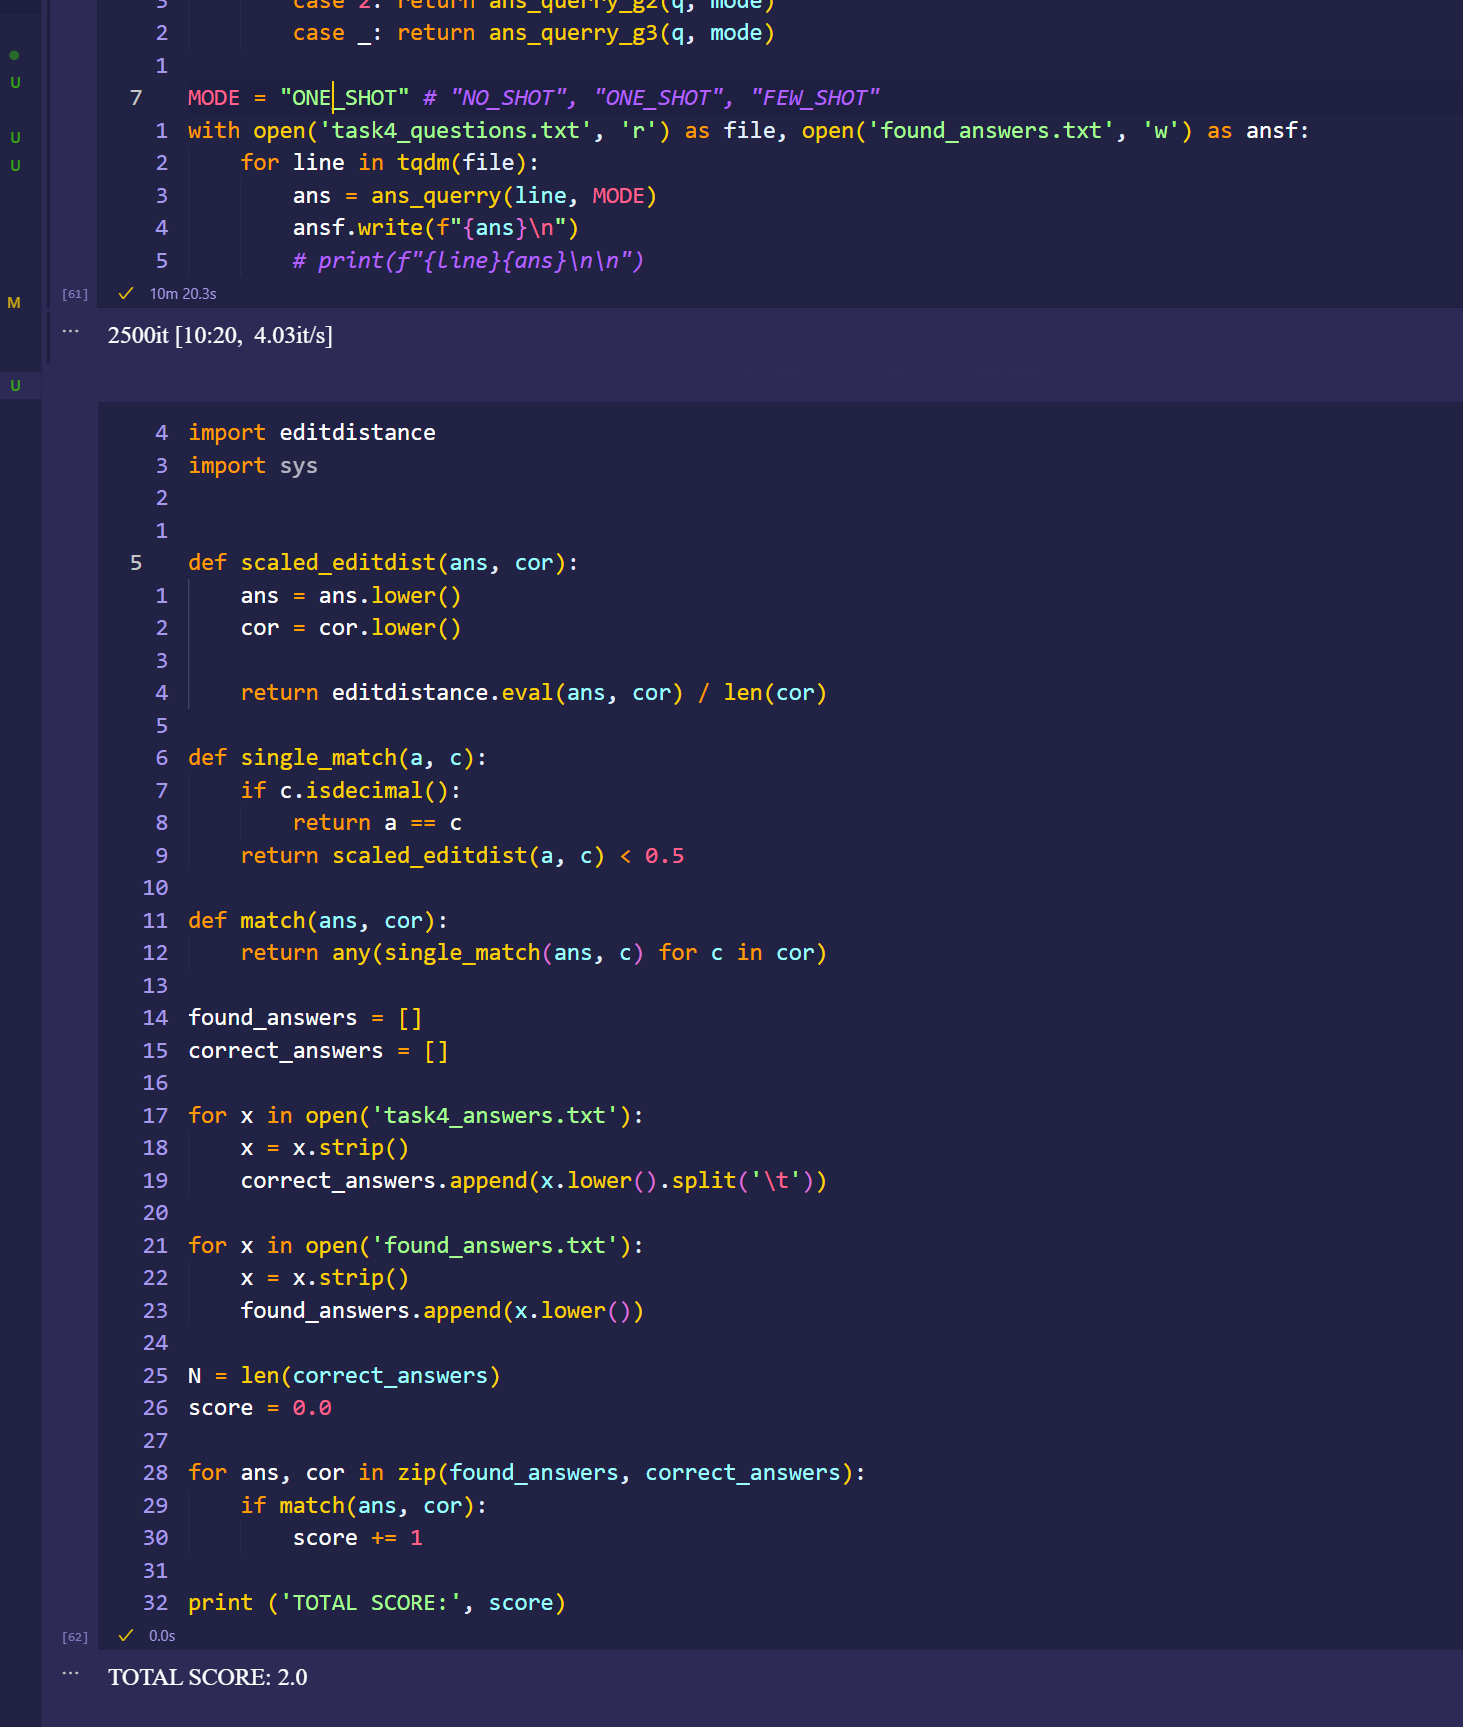 3 case 2: return ans_querry_g2(q, mode)
2 case _: return ans_querry_g3(q, mode)
1
U
7 MODE = "ONE_SHOT" # "NO_SHOT", "ONE_SHOT", "FEW_SHOT"
1 with open('task4_questions.txt', 'r') as file, open('found_answers.txt', 'w') as ansf:
U
2 for line in tqdm(file):
U
3 ans = ans_querry(line, MODE)
4 ansf.write(f"{ans}\n")
5 # print(f"{line}{ans}\n\n")
[61] ✓ 10m 20.3s
M
... 2500it [10:20, 4.03it/s]
U
4 import editdistance
3 import sys
2
1
5 def scaled_editdist(ans, cor):
1 ans = ans.lower()
2 cor = cor.lower()
3
4 return editdistance.eval(ans, cor) / len(cor)
5
6 def single_match(a, c):
7 if c.isdecimal():
8 return a == c
9 return scaled_editdist(a, c) < 0.5
10
11 def match(ans, cor):
12 return any(single_match(ans, c) for c in cor)
13
14 found_answers = []
15 correct_answers = []
16
17 for x in open('task4_answers.txt'):
18 x = x.strip()
19 correct_answers.append(x.lower().split('\t'))
20
21 for x in open('found_answers.txt'):
22 x = x.strip()
23 found_answers.append(x.lower())
24
25 N = len(correct_answers)
26 score = 0.0
27
28 for ans, cor in zip(found_answers, correct_answers):
29 if match(ans, cor):
30 score += 1
31
32 print ('TOTAL SCORE:', score)
[62] ✓ 0.0s
... TOTAL SCORE: 2.0